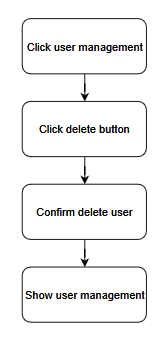 Click user management
Click delete button
Confirm delete user
Show user management